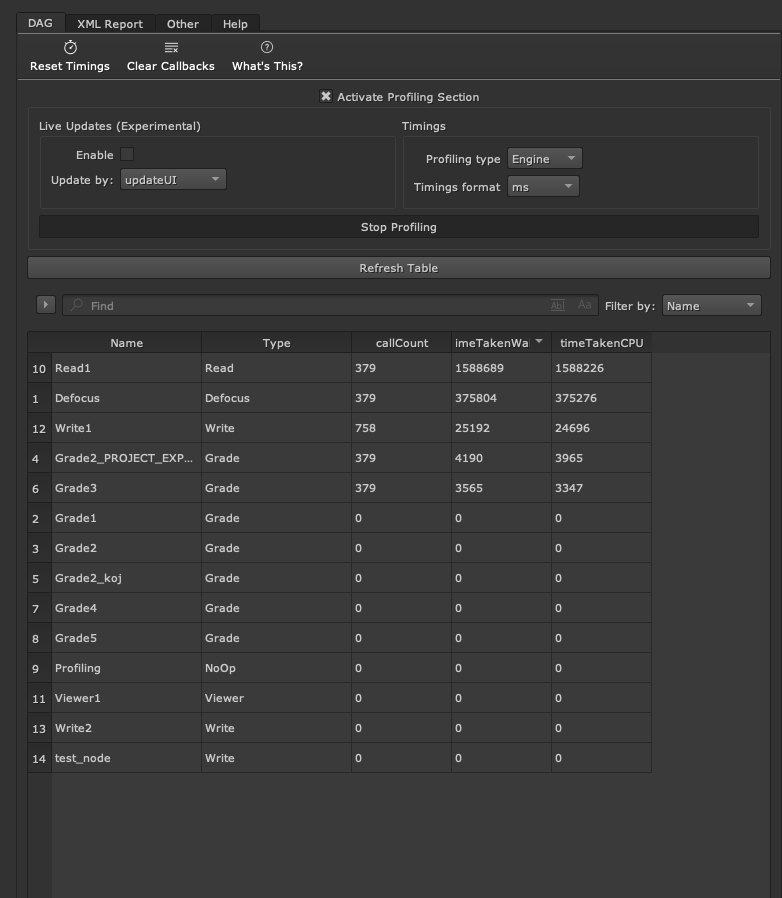 DAG XML Report Other Help
Reset Timings Clear Callbacks What's This?
Activate Profiling Section
Live Updates (Experimental) Timings
Enable Profiling type Engine
Update by: updateUI Timings format ms
Stop Profiling
Refresh Table
Find Ab| Aa Filter by: Name
Name Type callCount imeTakenWal timeTakenCPU
10 Read1 Read 379 1588689 1588226
1 Defocus Defocus 379 375804 375276
12 Write1 Write 758 25192 24696
4 Grade2_PROJECT_EXP... Grade 379 4190 3965
6 Grade3 Grade 379 3565 3347
2 Grade1 Grade 0 0 0
3 Grade2 Grade 0 0 0
5 Grade2_koj Grade 0 0 0
7 Grade4 Grade 0 0 0
8 Grade5 Grade 0 0 0
9 Profiling NoOp 0 0 0
11 Viewer1 Viewer 0 0 0
13 Write2 Write 0 0 0
14 test_node Write 0 0 0